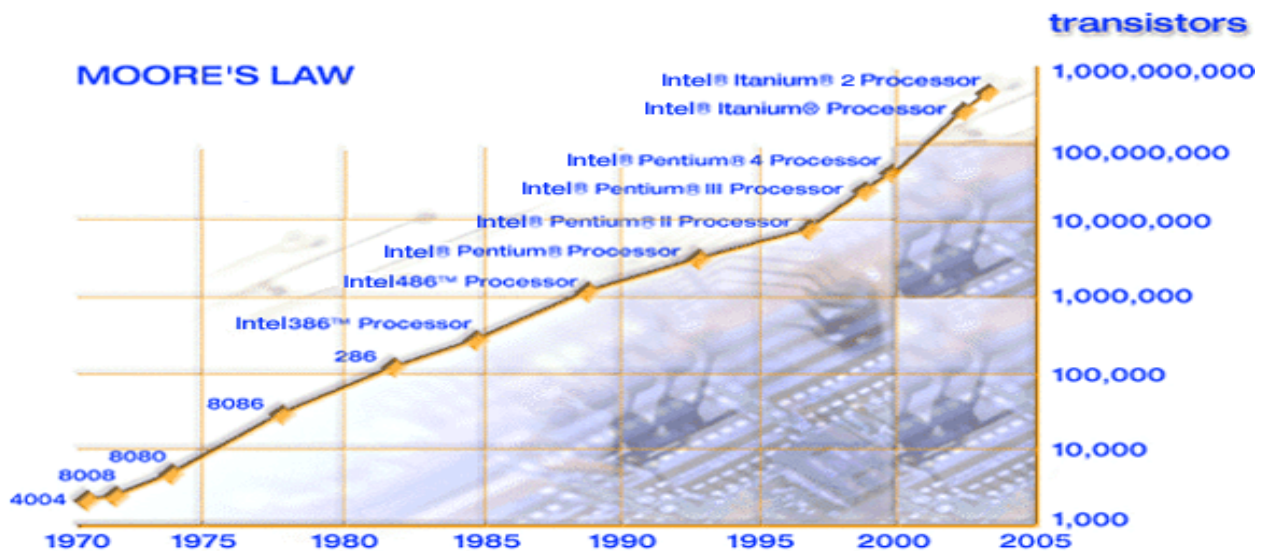 transistors
MOORE'S LAW
1,000,000,000
Intel® Itanium® 2 Processor
Intel® Itanium® Processor
100,000,000
Intel® Pentium® 4 Processor
Intel® Pentium® III Processor
10,000,000
Intel® Pentium® II Processor
Intel® Pentium® Processor
Intel486™ Processor
1,000,000
Intel386™ Processor
286
100,000
8086
10,000
8080
8008
4004
1,000
1970 1975 1980 1985 1990 1995 2000 2005